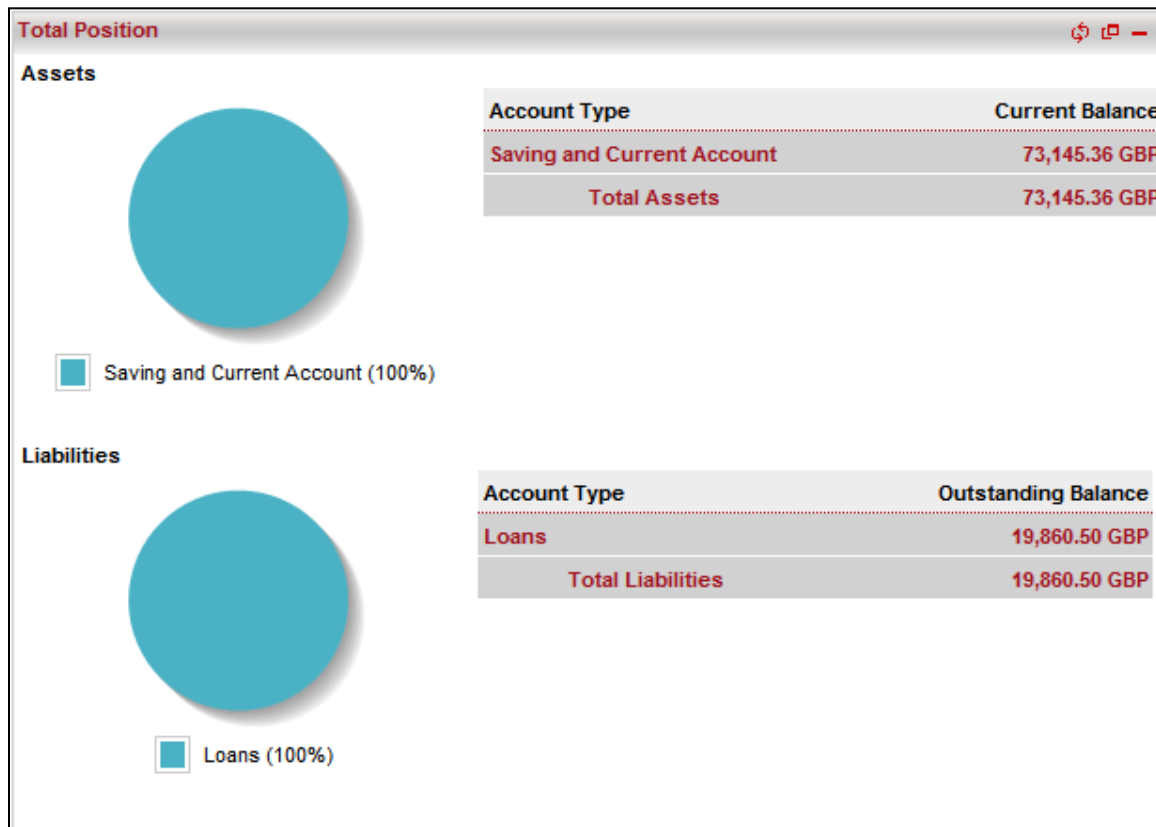 Total Position
Assets
Account Type Current Balance
Saving and Current Account 73,145.36 GBP
Total Assets 73,145.36 GBP
Saving and Current Account (100%)
Liabilities
Account Type Outstanding Balance
Loans 19,860.50 GBP
Total Liabilities 19,860.50 GBP
Loans (100%)